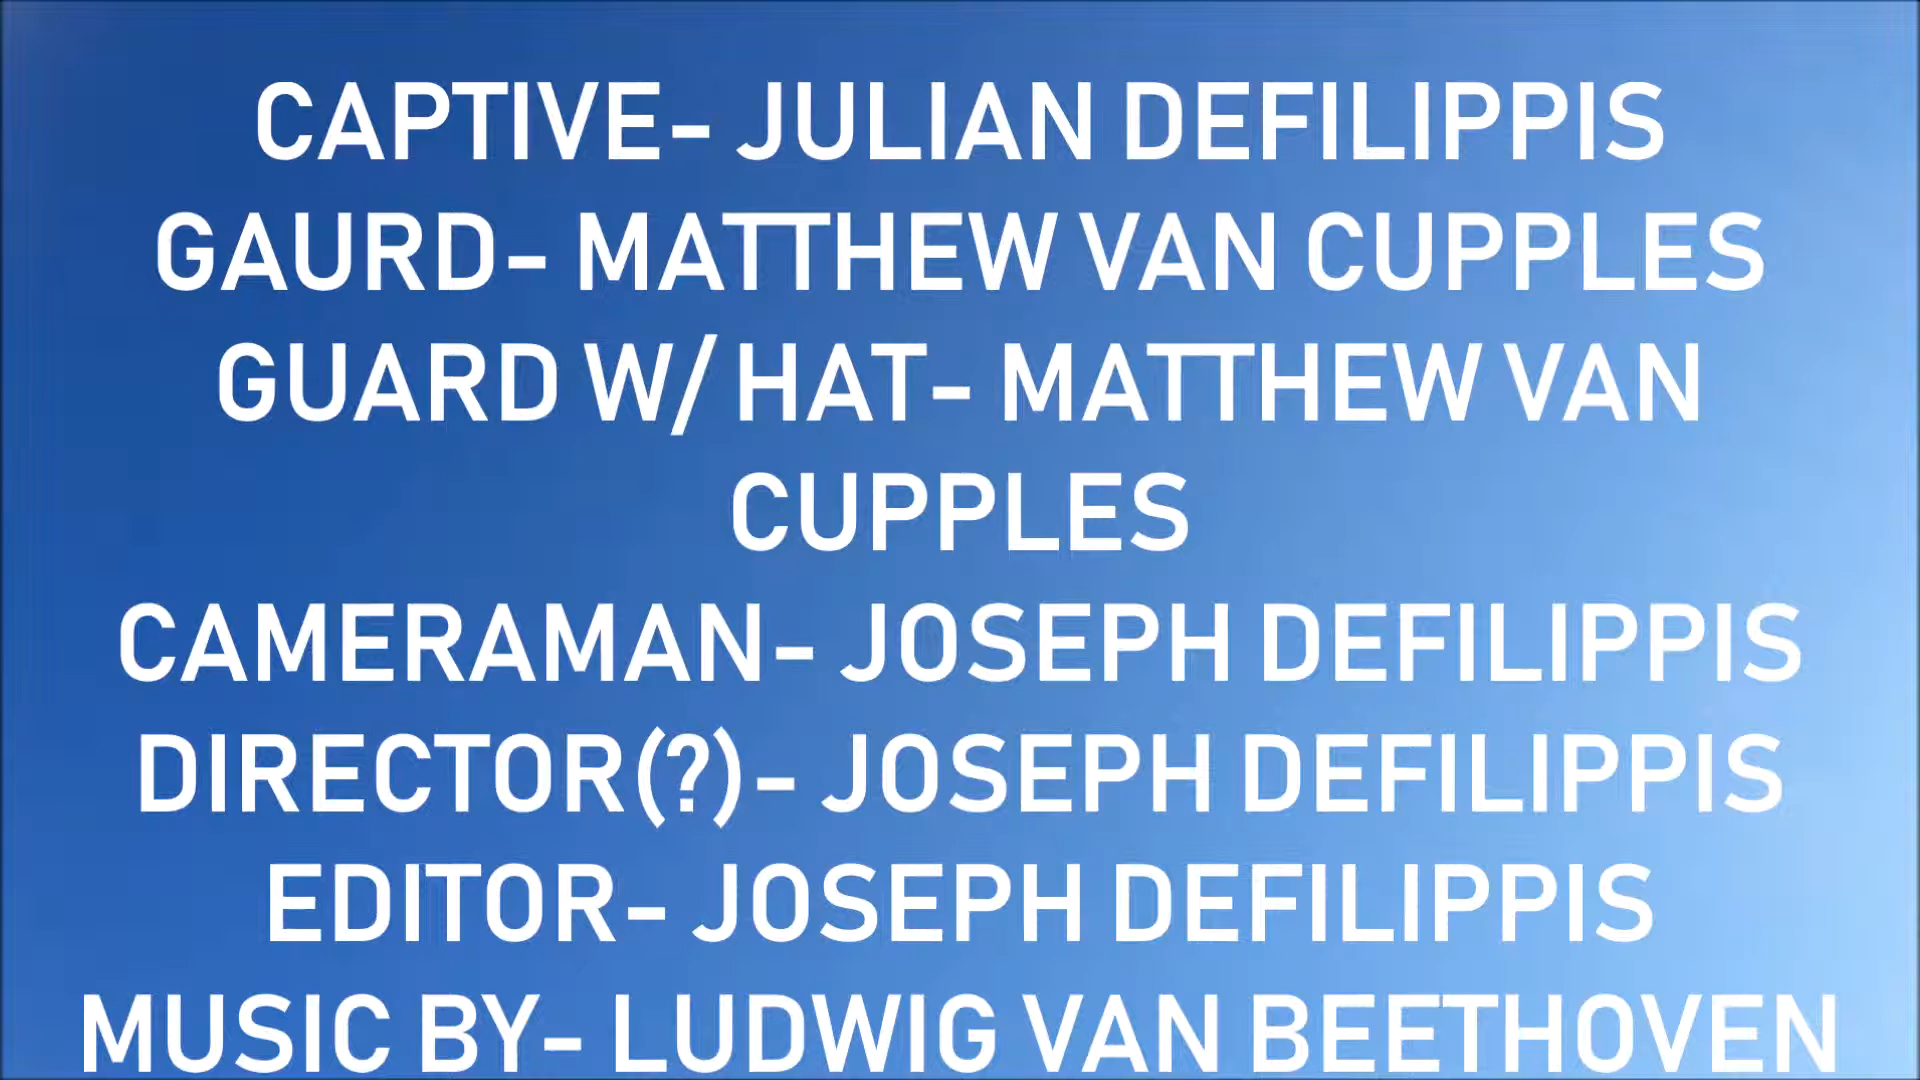 CAPTIVE- JULIAN DEFILIPPIS
GAURD- MATTHEW VAN CUPPLES
GUARD W/ HAT- MATTHEW VAN
CUPPLES
CAMERAMAN- JOSEPH DEFILIPPIS
DIRECTOR(?)- JOSEPH DEFILIPPIS
EDITOR- JOSEPH DEFILIPPIS
MUSIC BY- LUDWIG VAN BEETHOVEN